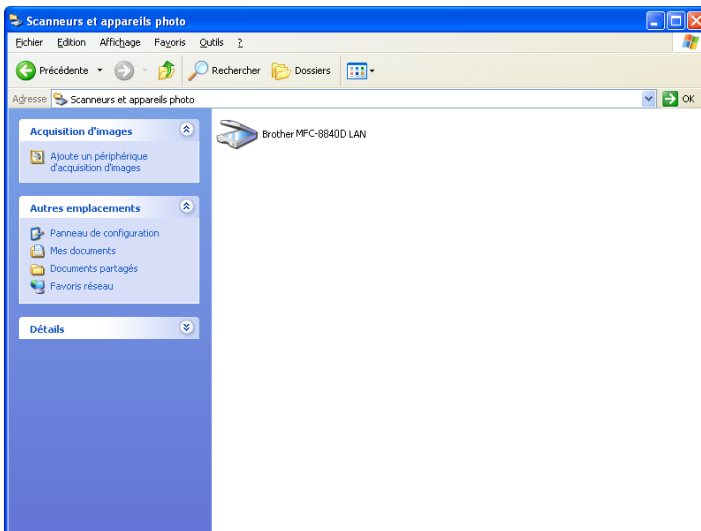 Scanneurs et appareils photo
Fichier Edition Affichage Favoris Outils ?
Précédente Rechercher Dossiers
Adresse Scanneurs et appareils photo OK
Acquisition d'images
Ajoute un périphérique
d'acquisition d'images
Autres emplacements
Panneau de configuration
Mes documents
Documents partagés
Favoris réseau
Détails
Brother MFC-8840D LAN